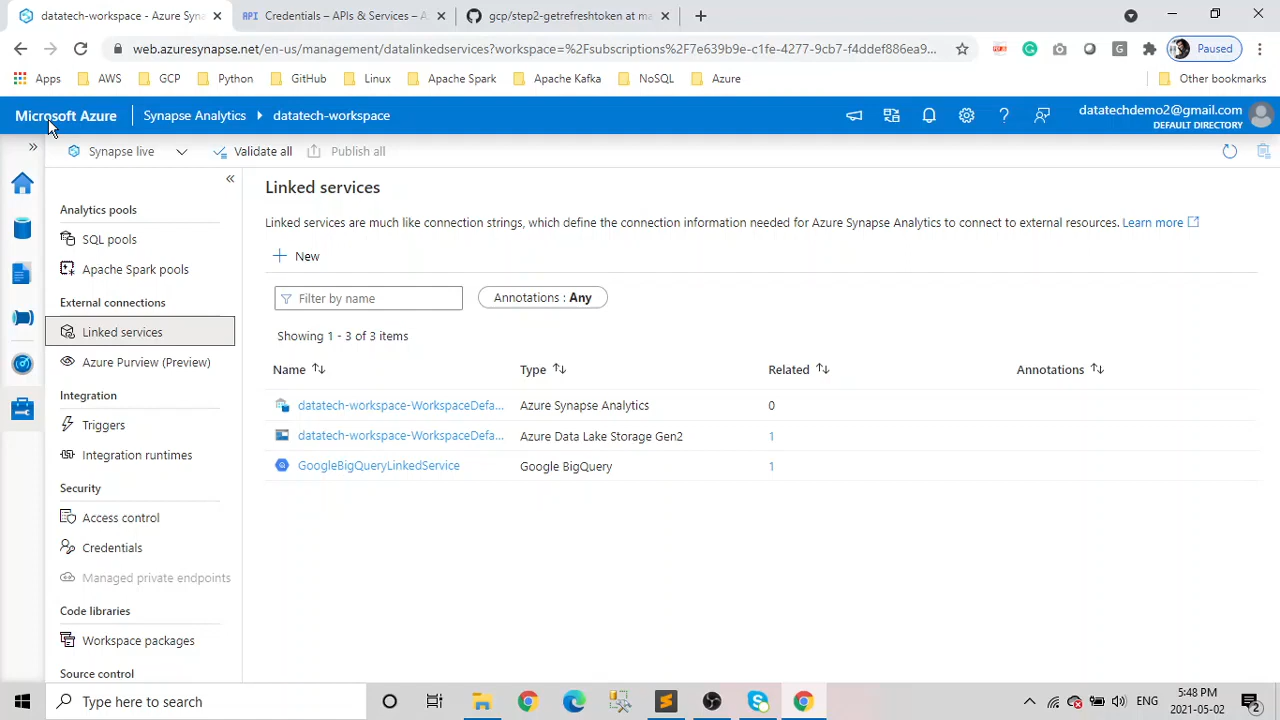 datatech-workspace - Azure Syna
Credentials – APIs & Services – A
gcp/step2-getrefreshtoken at ma
web.azuresynapse.net/en-us/management/datalinkedservices?workspace=%2Fsubscriptions%2F7e639b9e-c1fe-4277-9cb7-f4ddef886ea9...
Paused
Apps
AWS
GCP
Python
GitHub
Linux
Apache Spark
Apache Kafka
NoSQL
Azure
Other bookmarks
Microsoft Azure
Synapse Analytics
datatech-workspace
datatechdemo2@gmail.com
DEFAULT DIRECTORY
Synapse live
Validate all
Publish all
Analytics pools
SQL pools
Apache Spark pools
External connections
Linked services
Azure Purview (Preview)
Integration
Triggers
Integration runtimes
Security
Access control
Credentials
Managed private endpoints
Code libraries
Workspace packages
Source control
Linked services
Linked services are much like connection strings, which define the connection information needed for Azure Synapse Analytics to connect to external resources. Learn more
New
Filter by name
Annotations : Any
Showing 1 - 3 of 3 items
Name Type Related Annotations
datatech-workspace-WorkspaceDefa... Azure Synapse Analytics 0
datatech-workspace-WorkspaceDefa... Azure Data Lake Storage Gen2 1
GoogleBigQueryLinkedService Google BigQuery 1
Type here to search
ENG
5:48 PM
2021-05-02
2